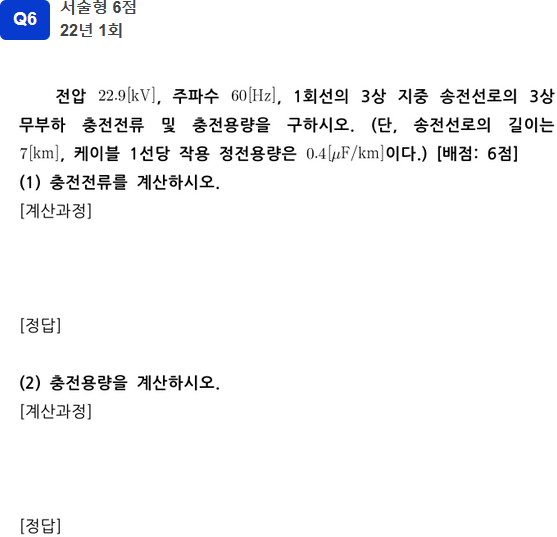 Q6
서술형 6점
22년 1회
전압 22.9[kV], 주파수 60[Hz], 1회선의 3상 지중 송전선로의 3상
무부하 충전전류 및 충전용량을 구하시오. (단, 송전선로의 길이는
7[km], 케이블 1선당 작용 정전용량은 0.4[μF/km]이다.) [배점: 6점]
(1) 충전전류를 계산하시오.
[계산과정]
[정답]
(2) 충전용량을 계산하시오.
[계산과정]
[정답]